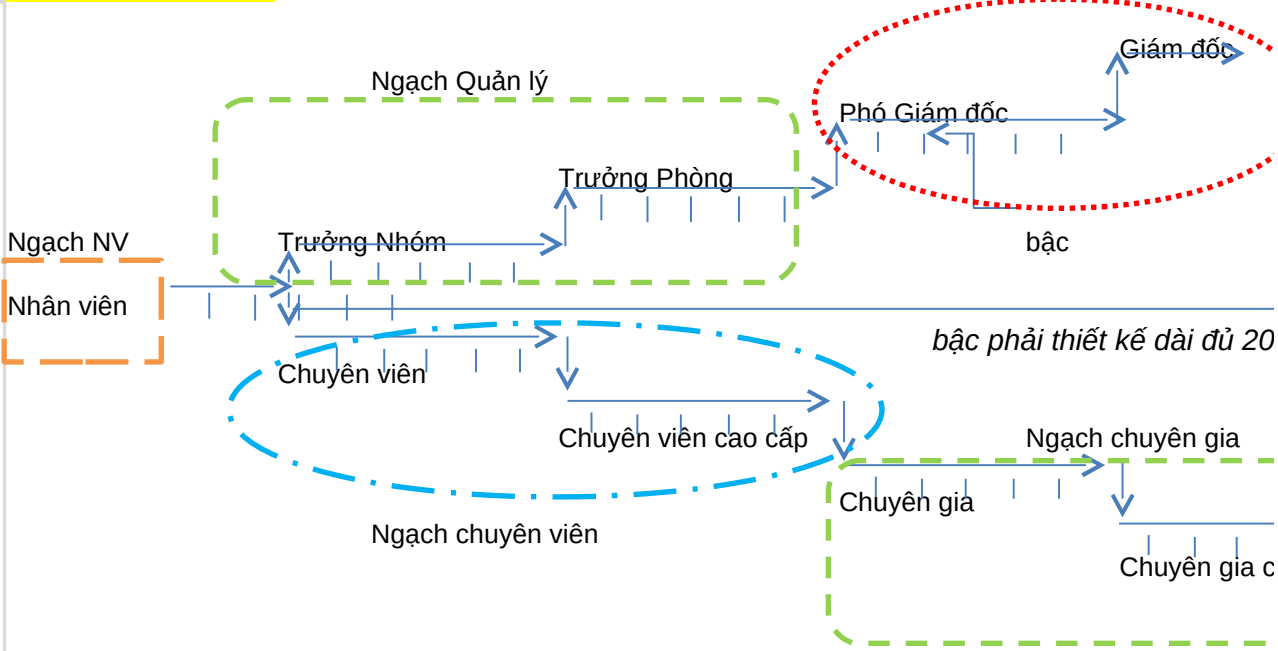 Giám đốc
Ngạch Quản lý
Phó Giám đốc
Trưởng Phòng
Ngạch NV
Trưởng Nhóm
bậc
Nhân viên
bậc phải thiết kế dài đủ 20
Chuyên viên
Chuyên viên cao cấp
Ngạch chuyên gia
Chuyên gia
Ngạch chuyên viên
Chuyên gia c